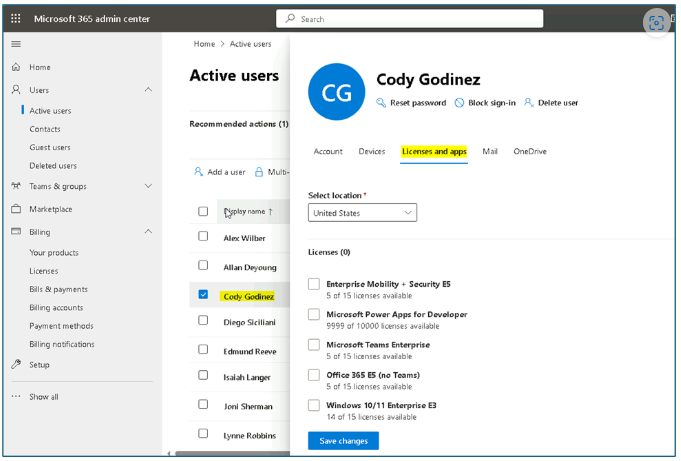 Microsoft 365 admin center
Search
Home
Users
Active users
Contacts
Guest users
Deleted users
Teams & groups
Marketplace
Billing
Your products
Licenses
Bills & payments
Billing accounts
Payment methods
Billing notifications
Setup
Show all
Home > Active users
Active users
Recommended actions (1)
Add a user
Multi-
Display name ↑
Alex Wilber
Allan Deyoung
Cody Godinez
Diego Siciliani
Edmund Reeve
Isaiah Langer
Joni Sherman
Lynne Robbins
CG
Cody Godinez
Reset password Block sign-in Delete user
Account Devices Licenses and apps Mail OneDrive
Select location *
United States
Licenses (0)
Enterprise Mobility + Security E5
5 of 15 licenses available
Microsoft Power Apps for Developer
9999 of 10000 licenses available
Microsoft Teams Enterprise
5 of 15 licenses available
Office 365 E5 (no Teams)
5 of 15 licenses available
Windows 10/11 Enterprise E3
14 of 15 licenses available
Save changes